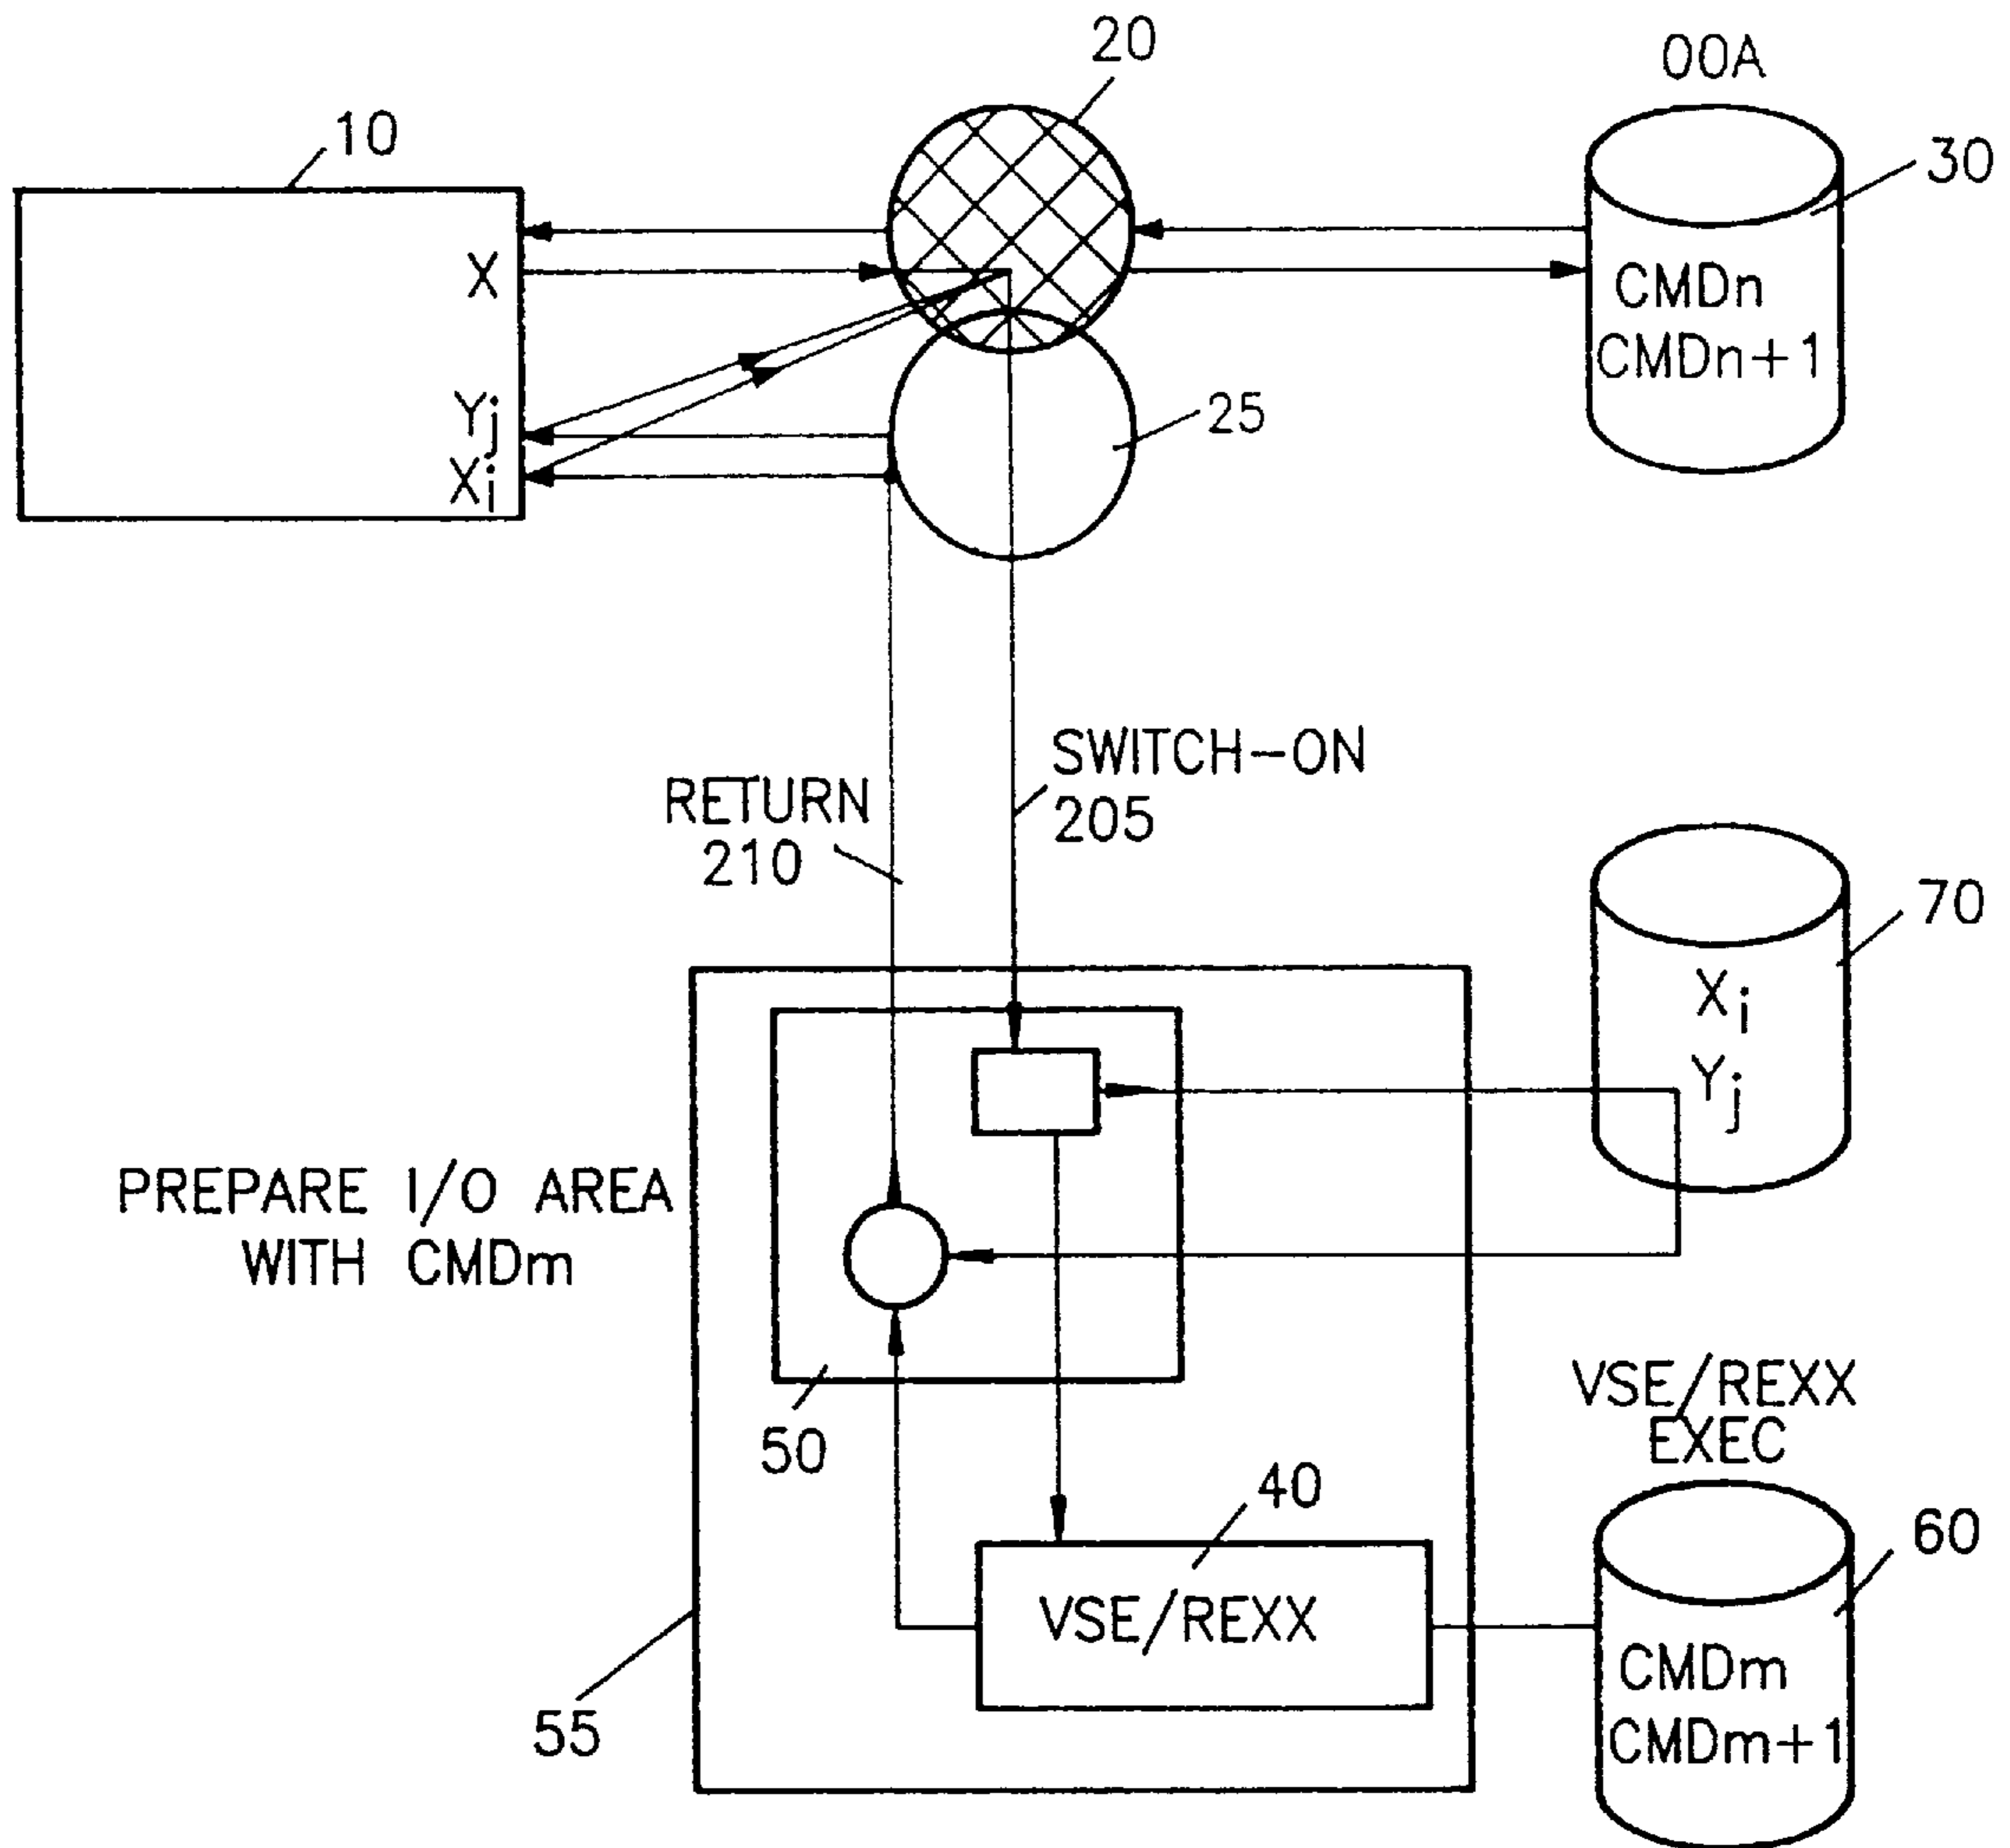 20
00A
10
30
X
CMDn
CMDn+1
Yj
25
Xi
SWITCH-ON
205
RETURN
210
70
Xi
Yj
PREPARE I/O AREA
WITH CMDm
VSE/REXX
EXEC
50
40
60
VSE/REXX
CMDm
CMDm+1
55